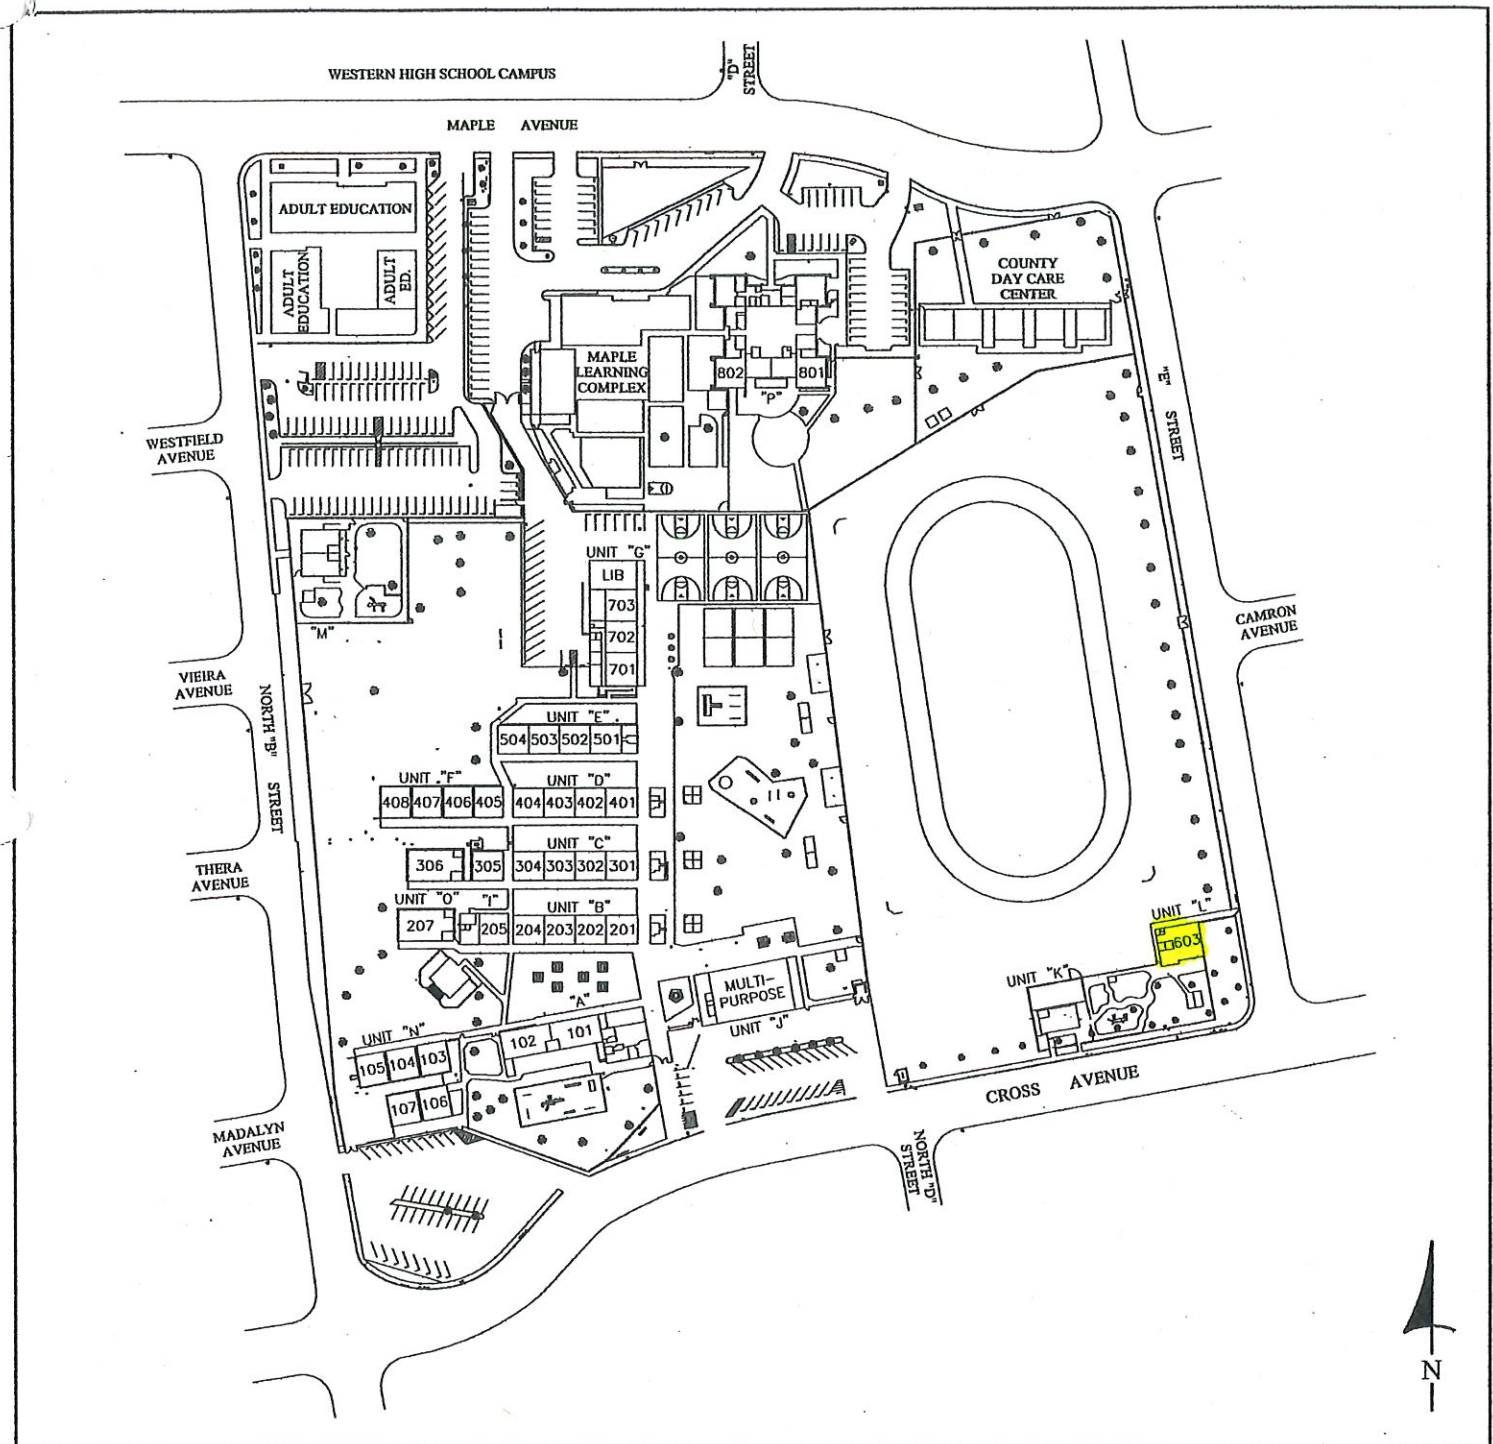 WESTERN HIGH SCHOOL CAMPUS
"D"
STREET
MAPLE AVENUE
ADULT EDUCATION
ADULT
EDUCATION
ADULT
ED.
COUNTY
DAY CARE
CENTER
MAPLE
LEARNING
COMPLEX
802
801
"P"
"E" STREET
WESTFIELD
AVENUE
UNIT "G"
LIB
703
702
701
"M"
CAMRON
AVENUE
VIEIRA
AVENUE
NORTH "B" STREET
UNIT "E"
504 503 502 501
UNIT "F"
408 407 406 405
UNIT "D"
404 403 402 401
UNIT "C"
306
305
304 303 302 301
THERA
AVENUE
UNIT "O"
"I"
207
205
UNIT "B"
204 203 202 201
UNIT "L"
603
UNIT "K"
MULTI-
PURPOSE
UNIT "J"
"A"
102
101
UNIT "N"
105 104 103
107 106
CROSS AVENUE
MADALYN
AVENUE
NORTH "D"
STREET
N